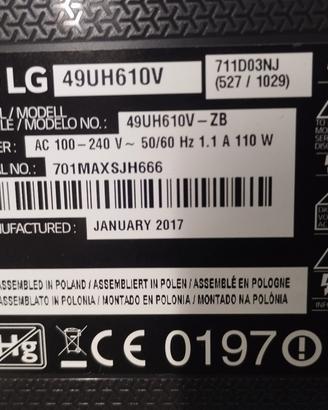 LG 49UH610V
711D03NJ
(527 / 1029)
L / MODELL
LE / MODELO NO.: 49UH610V-ZB
ER : AC 100-240 V ~ 50/60 Hz 1.1 A 110 W
AL NO.: 701MAXSJH666
NUFACTURED : JANUARY 2017
ASSEMBLED IN POLAND / ASSEMBLIERT IN POLEN / ASSEMBLÉ EN POLOGNE
ASSEMBLATO IN POLONIA / MONTADO EN POLONIA / MONTADO NA POLÓNIA
Hg CE 0197